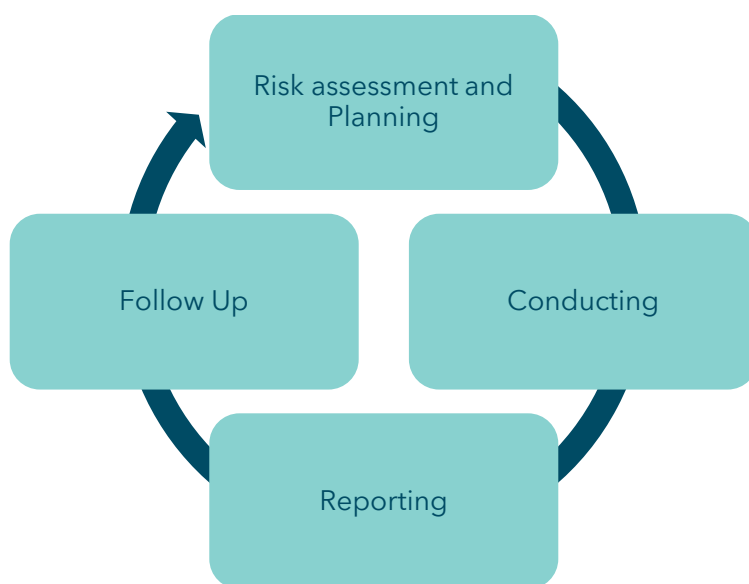 Risk assessment and
Planning
Conducting
Reporting
Follow Up